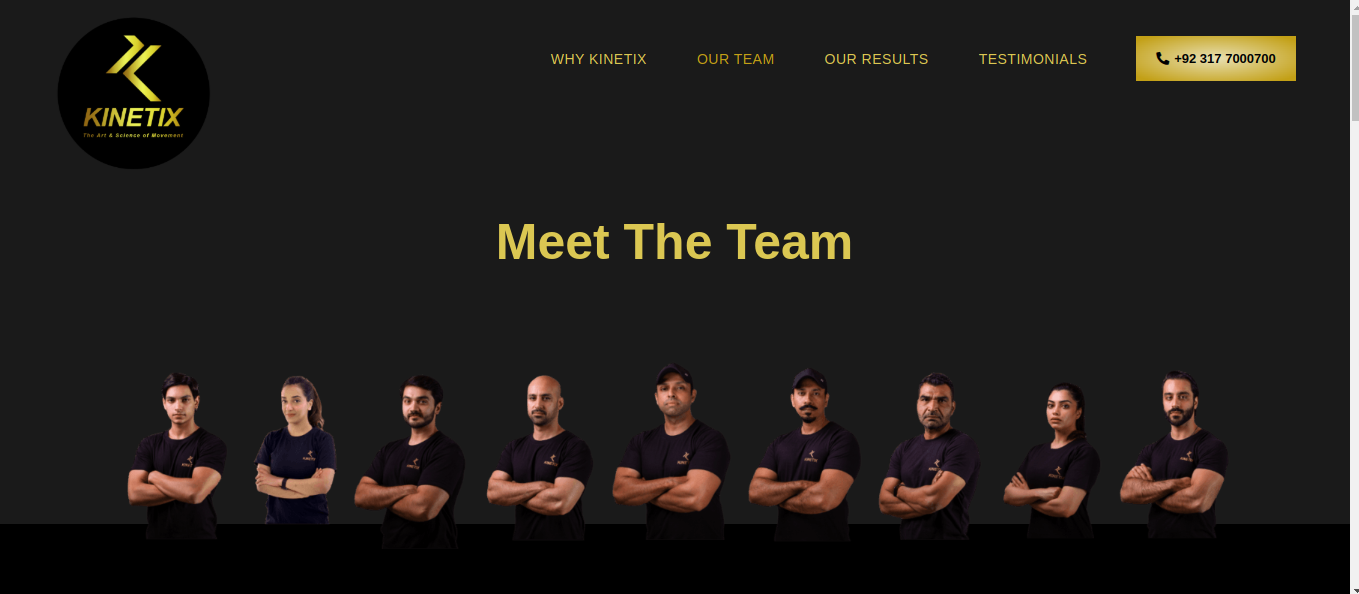 KINETIX
The Art & Science of Movement
WHY KINETIX
OUR TEAM
OUR RESULTS
TESTIMONIALS
+92 317 7000700
Meet The Team